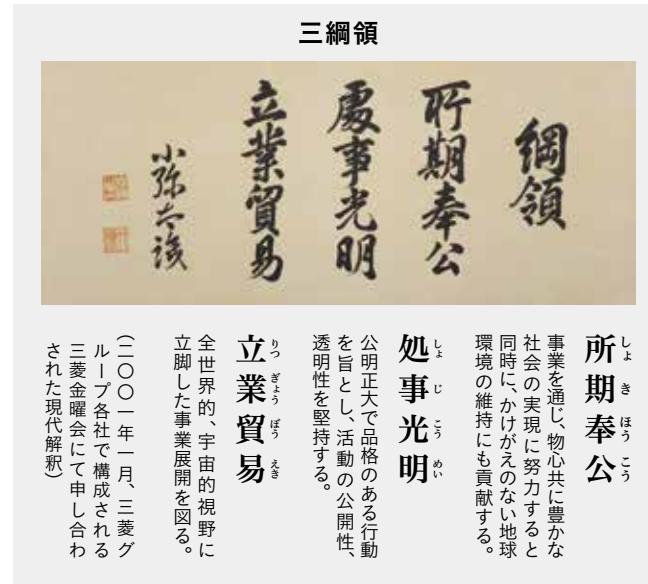 三綱領
綱領
所期奉公
處事光明
立業貿易
小弥太識
所期奉公
しょきほうこう
事業を通じ、物心共に豊かな
社会の実現に努力すると
同時に、かけがえのない地球
環境の維持にも貢献する。
処事光明
しょじこうめい
公明正大で品格のある行動
を旨とし、活動の公開性、
透明性を堅持する。
立業貿易
りつぎょうぼうえき
全世界的、宇宙的視野に
立脚した事業展開を図る。
(二〇〇一年一月、三菱グ
ループ各社で構成される
三菱金曜会にて申し合わ
された現代解釈)